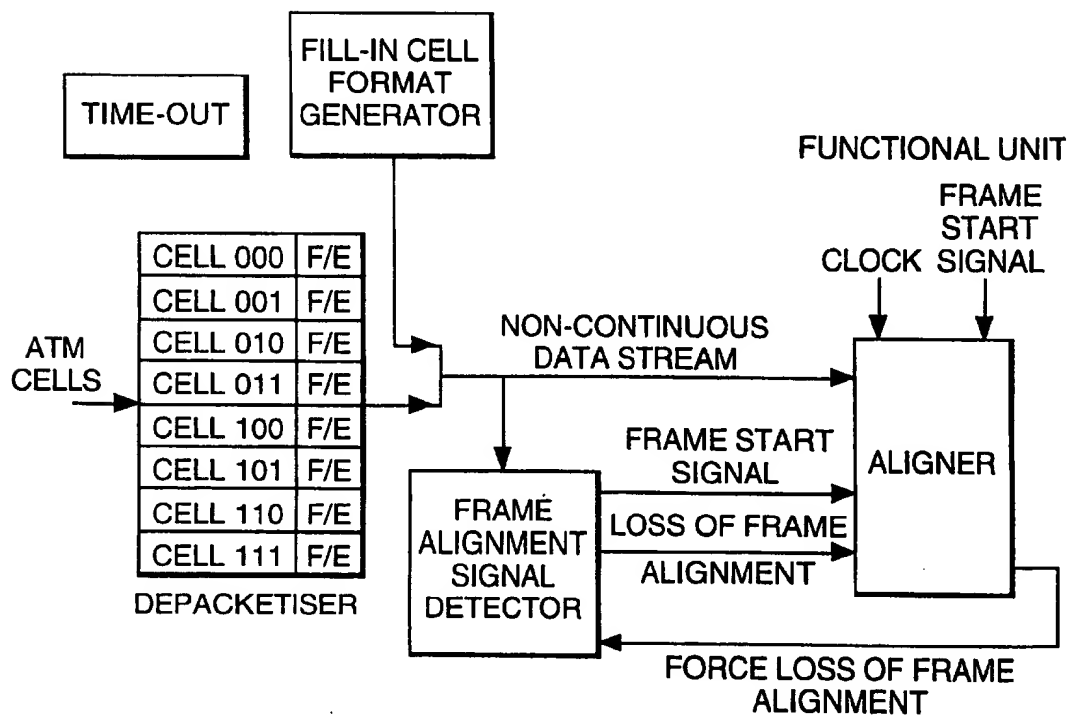 FILL-IN CELL
FORMAT
GENERATOR
TIME-OUT
FUNCTIONAL UNIT
FRAME
START
CLOCK SIGNAL
CELL 000 F/E
CELL 001 F/E
CELL 010 F/E
CELL 011 F/E
CELL 100 F/E
CELL 101 F/E
CELL 110 F/E
CELL 111 F/E
ATM
CELLS
DEPACKETISER
NON-CONTINUOUS
DATA STREAM
FRAME START
SIGNAL
LOSS OF FRAME
ALIGNMENT
ALIGNER
FRAME
ALIGNMENT
SIGNAL
DETECTOR
FORCE LOSS OF FRAME
ALIGNMENT